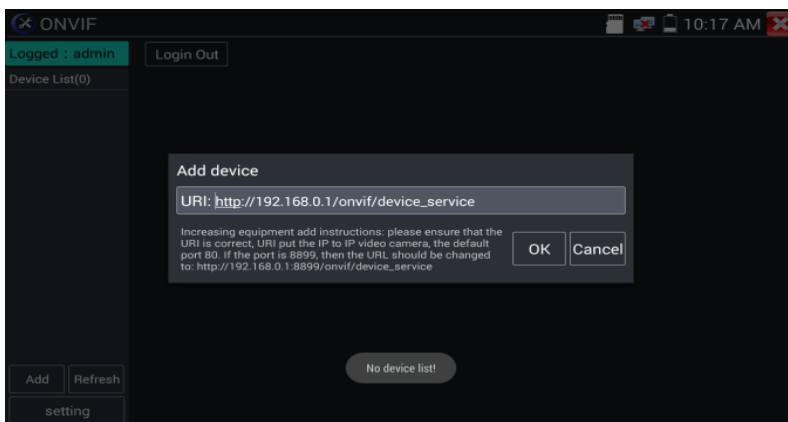 ONVIF
10:17 AM
Logged : admin
Login Out
Device List(0)
Add device
URI: http://192.168.0.1/onvif/device_service
Increasing equipment add instructions: please ensure that the
URI is correct, URI put the IP to IP video camera, the default
port 80. If the port is 8899, then the URL should be changed
to: http://192.168.0.1:8899/onvif/device_service
OK
Cancel
No device list!
Add
Refresh
setting